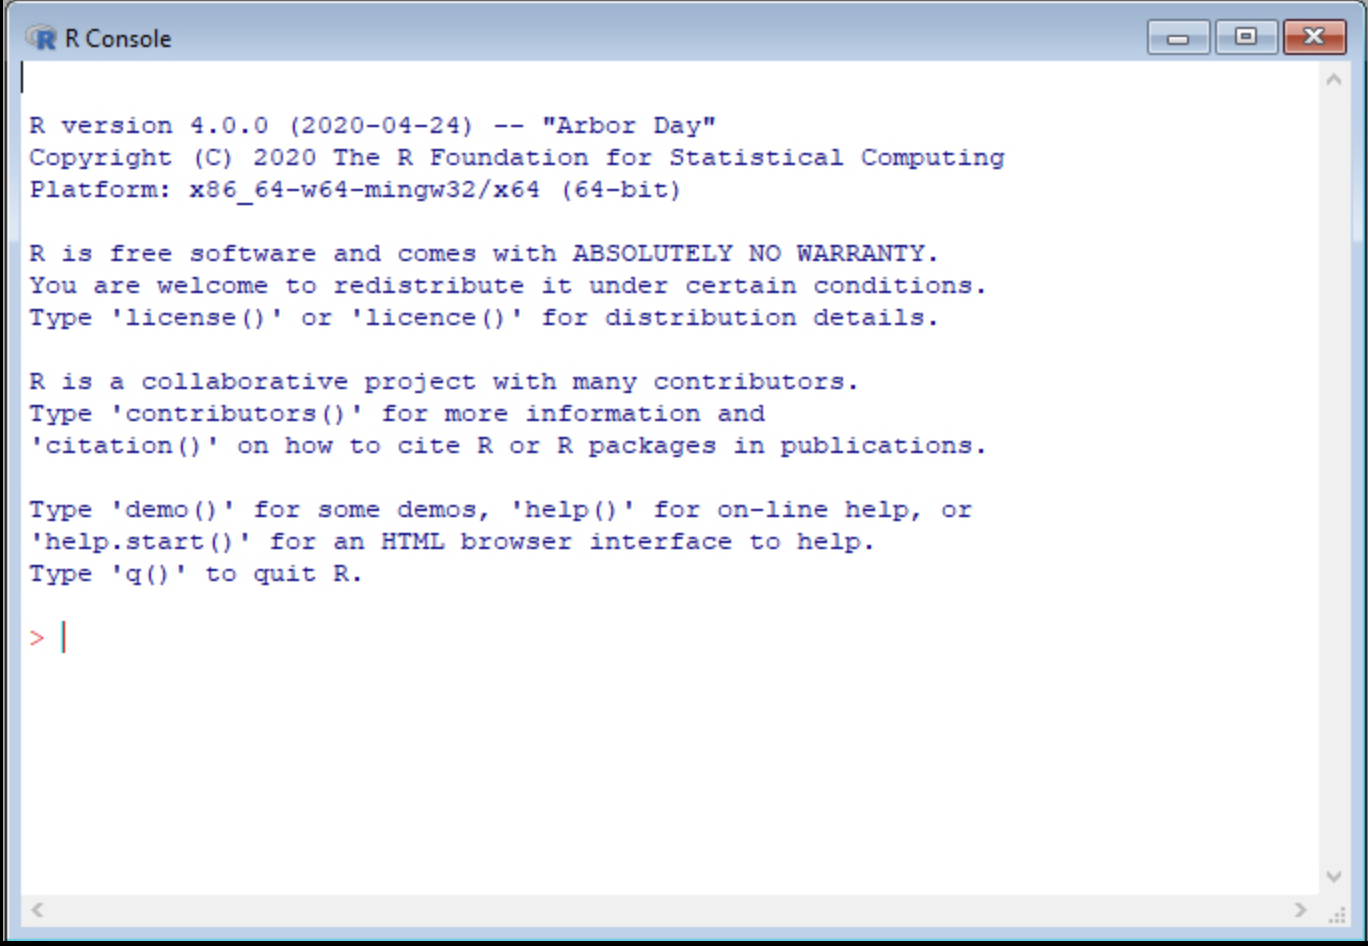 R Console
R version 4.0.0 (2020-04-24) -- "Arbor Day"
Copyright (C) 2020 The R Foundation for Statistical Computing
Platform: x86_64-w64-mingw32/x64 (64-bit)
R is free software and comes with ABSOLUTELY NO WARRANTY.
You are welcome to redistribute it under certain conditions.
Type 'license()' or 'licence()' for distribution details.
R is a collaborative project with many contributors.
Type 'contributors()' for more information and
'citation()' on how to cite R or R packages in publications.
Type 'demo()' for some demos, 'help()' for on-line help, or
'help.start()' for an HTML browser interface to help.
Type 'q()' to quit R.
>